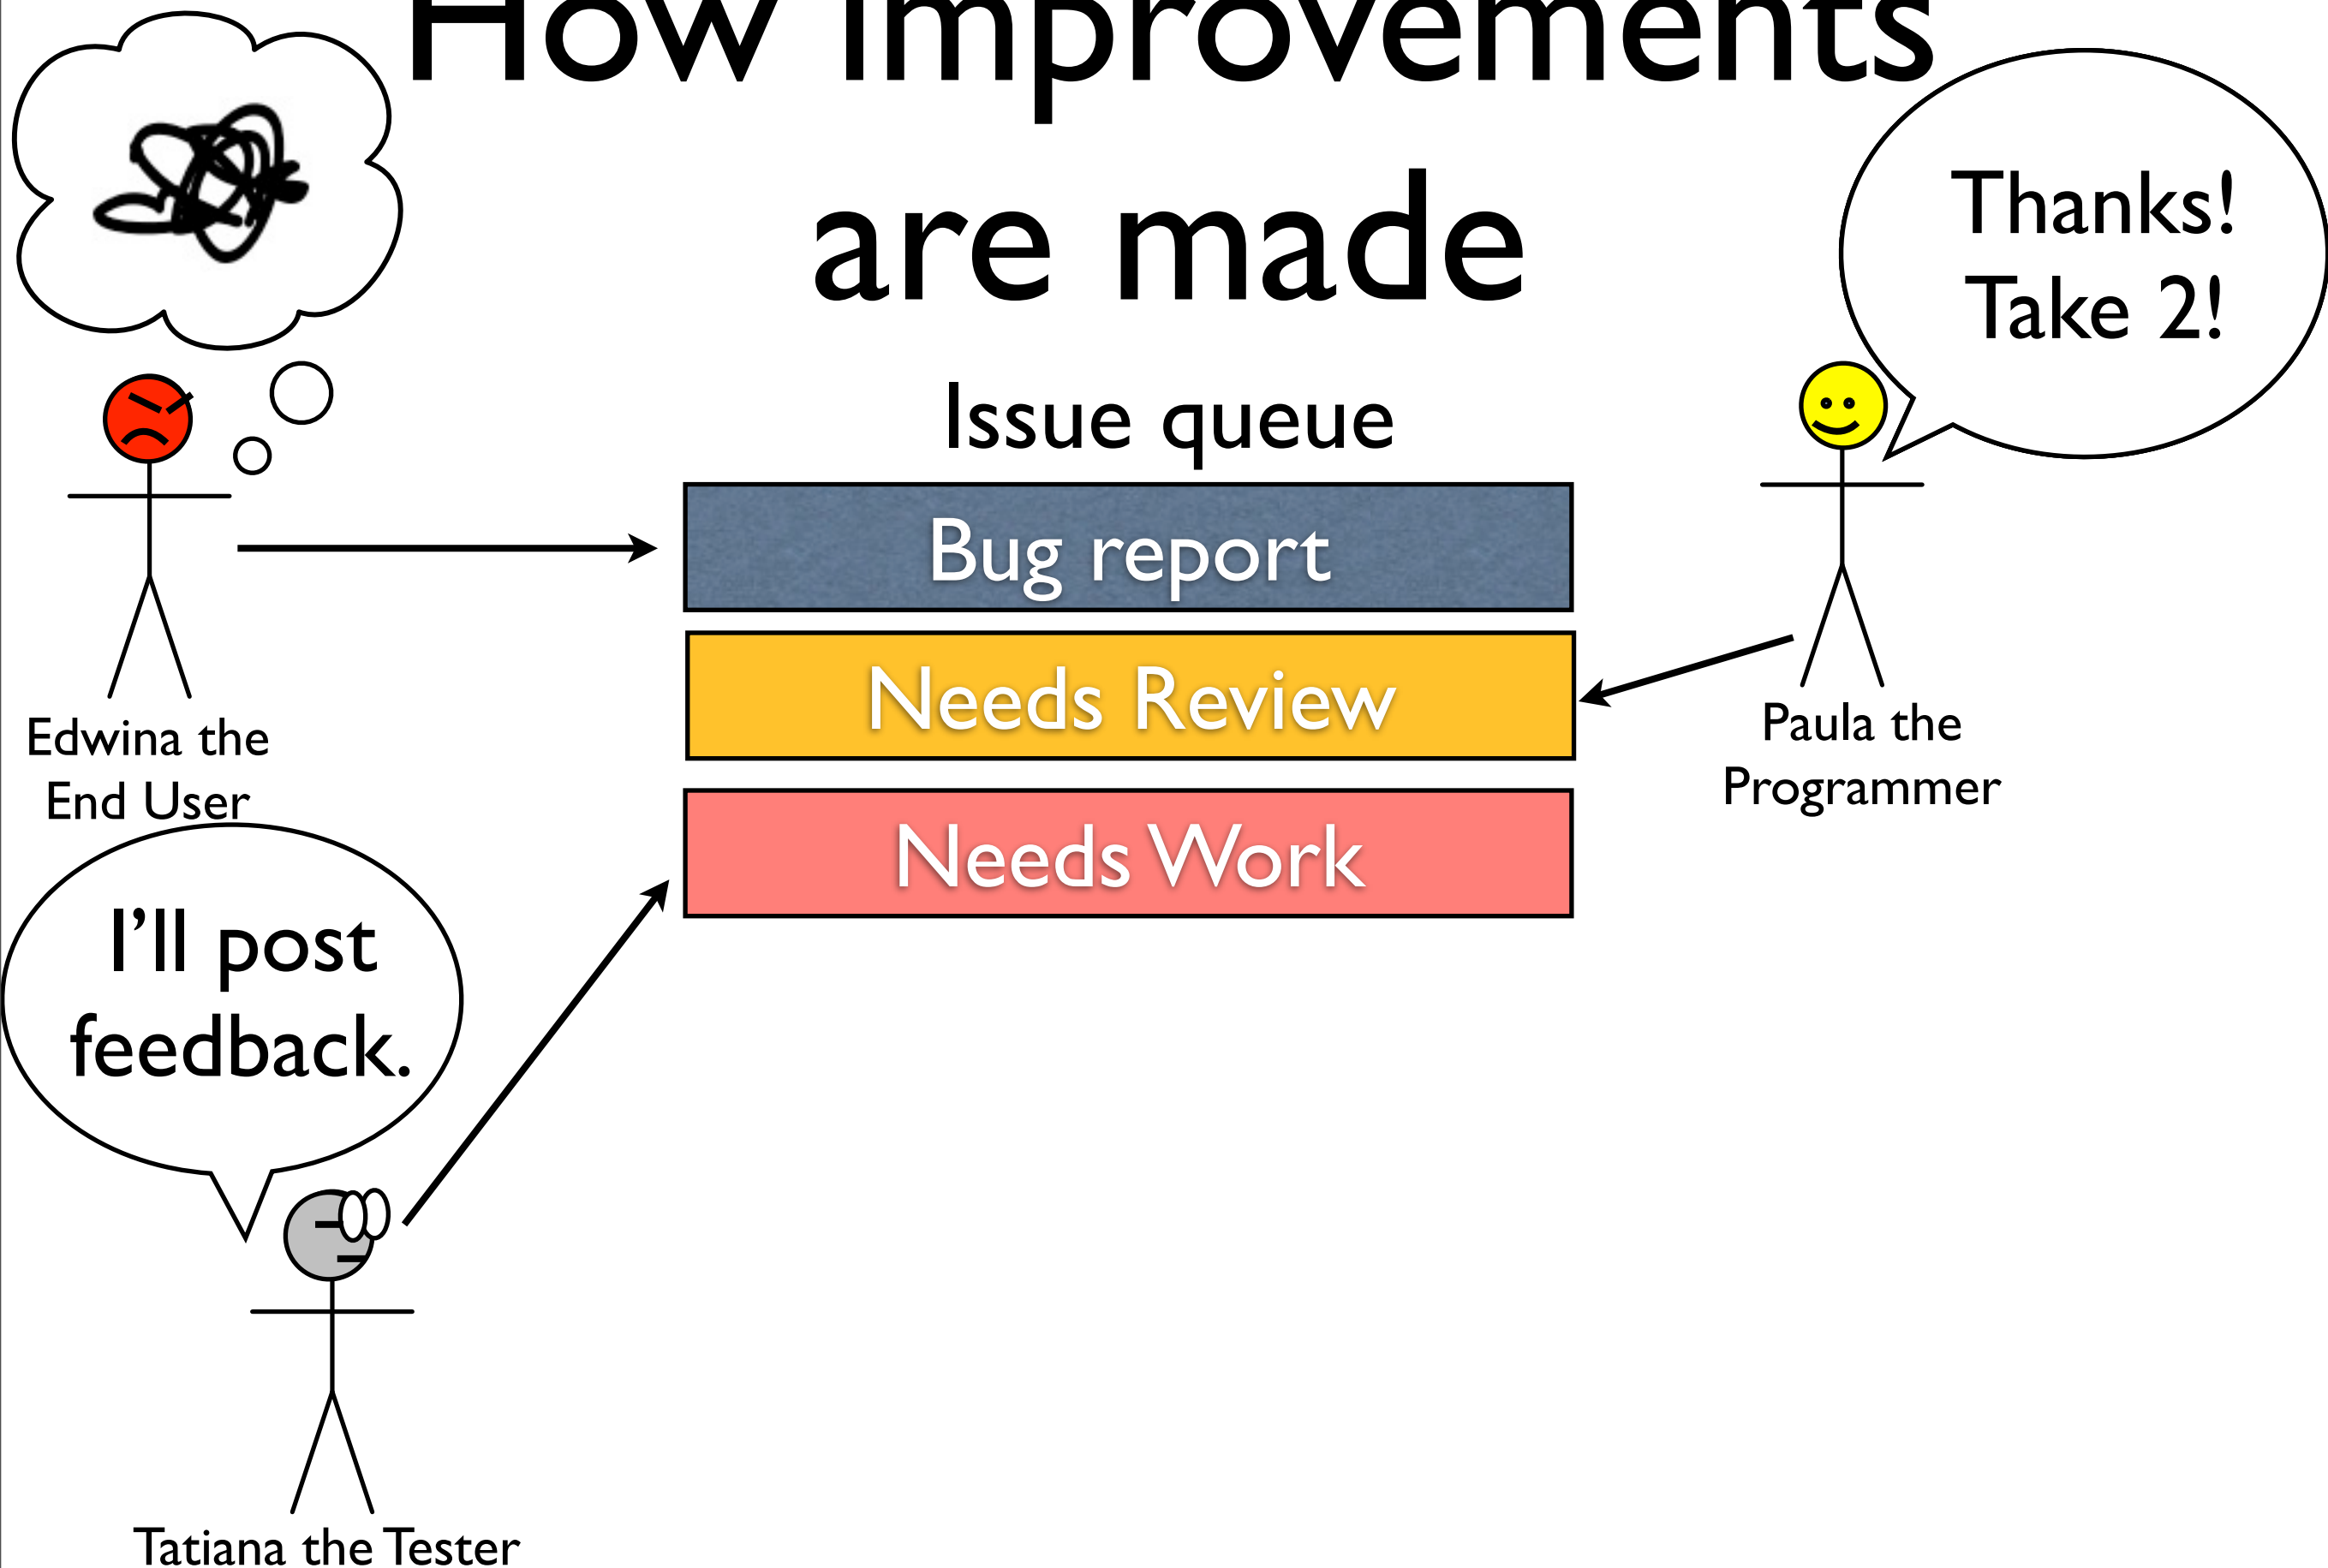 How improvements
are made
Thanks!
Take 2!
Issue queue
Bug report
Needs Review
Needs Work
Edwina the
End User
Paula the
Programmer
I'll post
feedback.
Tatiana the Tester